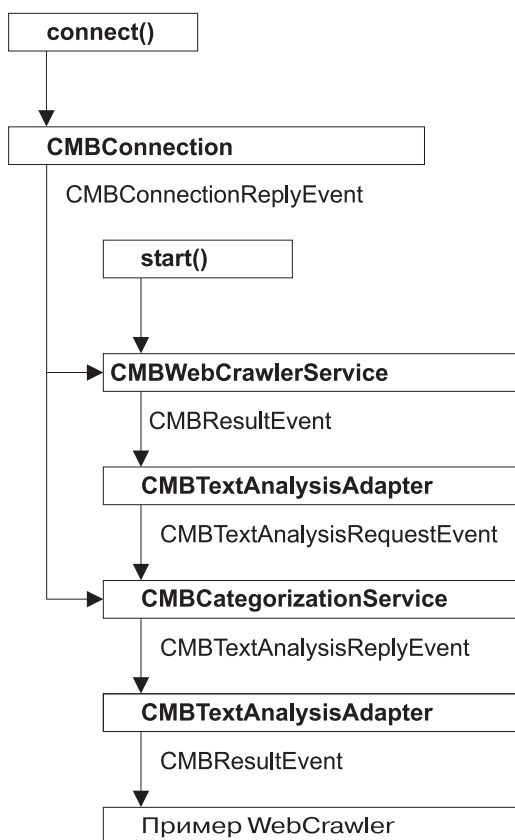 connect()
CMBConnection
CMBConnectionReplyEvent
start()
CMBWebCrawlerService
CMBResultEvent
CMBTextAnalysisAdapter
CMBTextAnalysisRequestEvent
CMBCategorizationService
CMBTextAnalysisReplyEvent
CMBTextAnalysisAdapter
CMBResultEvent
Пример WebCrawler